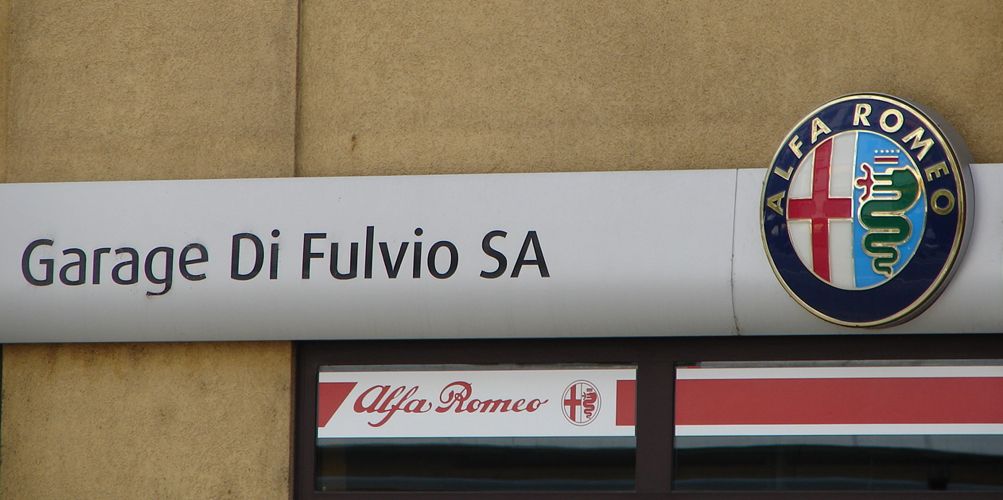 ALFA ROMEO
Garage Di Fulvio SA
Alfa Romeo